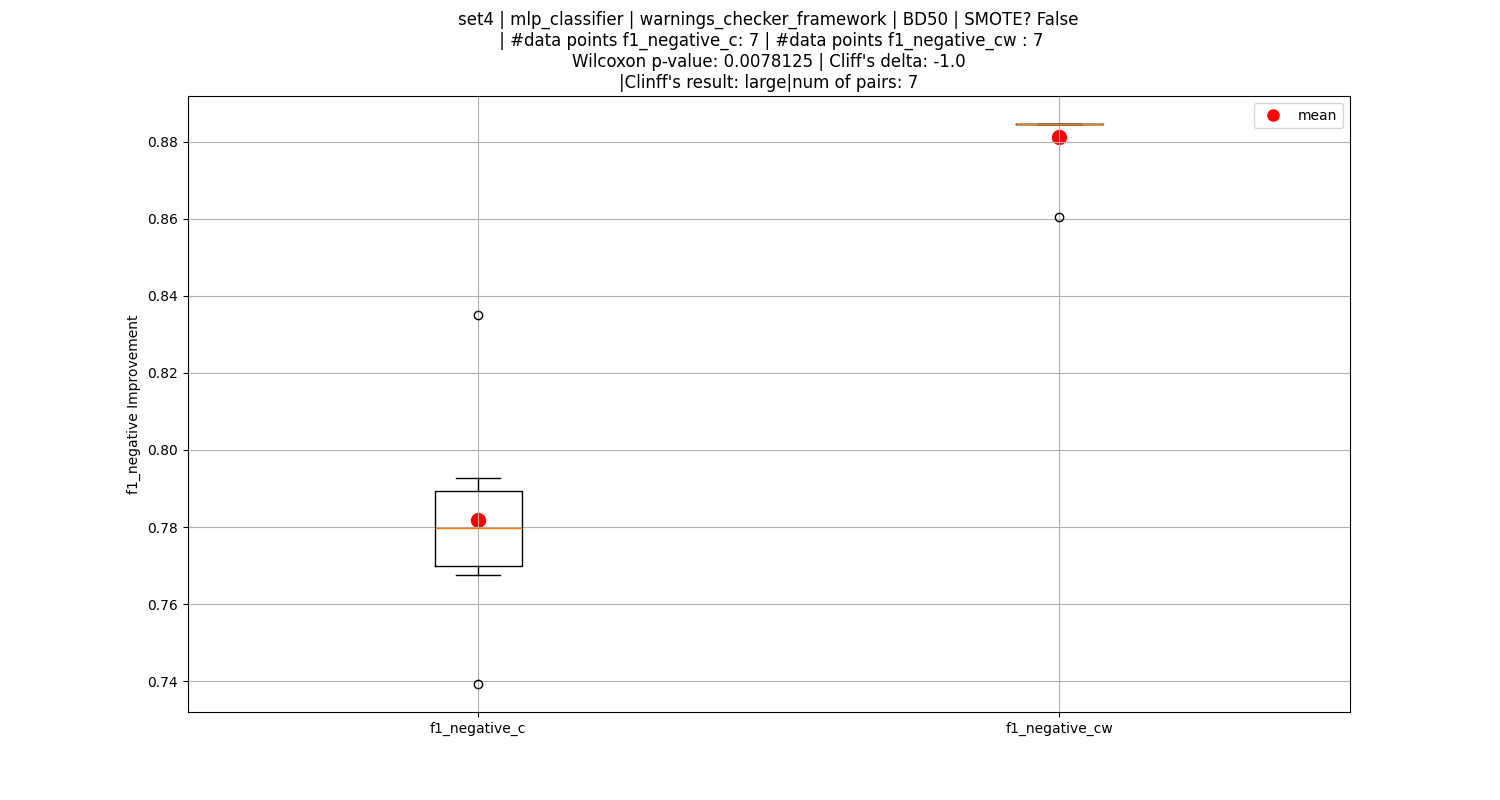 set4 | mlp_classifier | warnings_checker_framework | BD50 | SMOTE? False
| #data points f1_negative_c: 7 | #data points f1_negative_cw : 7
Wilcoxon p-value: 0.0078125 | Cliff's delta: -1.0
|Clinff's result: large|num of pairs: 7
mean
0.88
0.86
0.84
0.82
0.80
0.78
0.76
0.74
f1_negative Improvement
f1_negative_c
f1_negative_cw